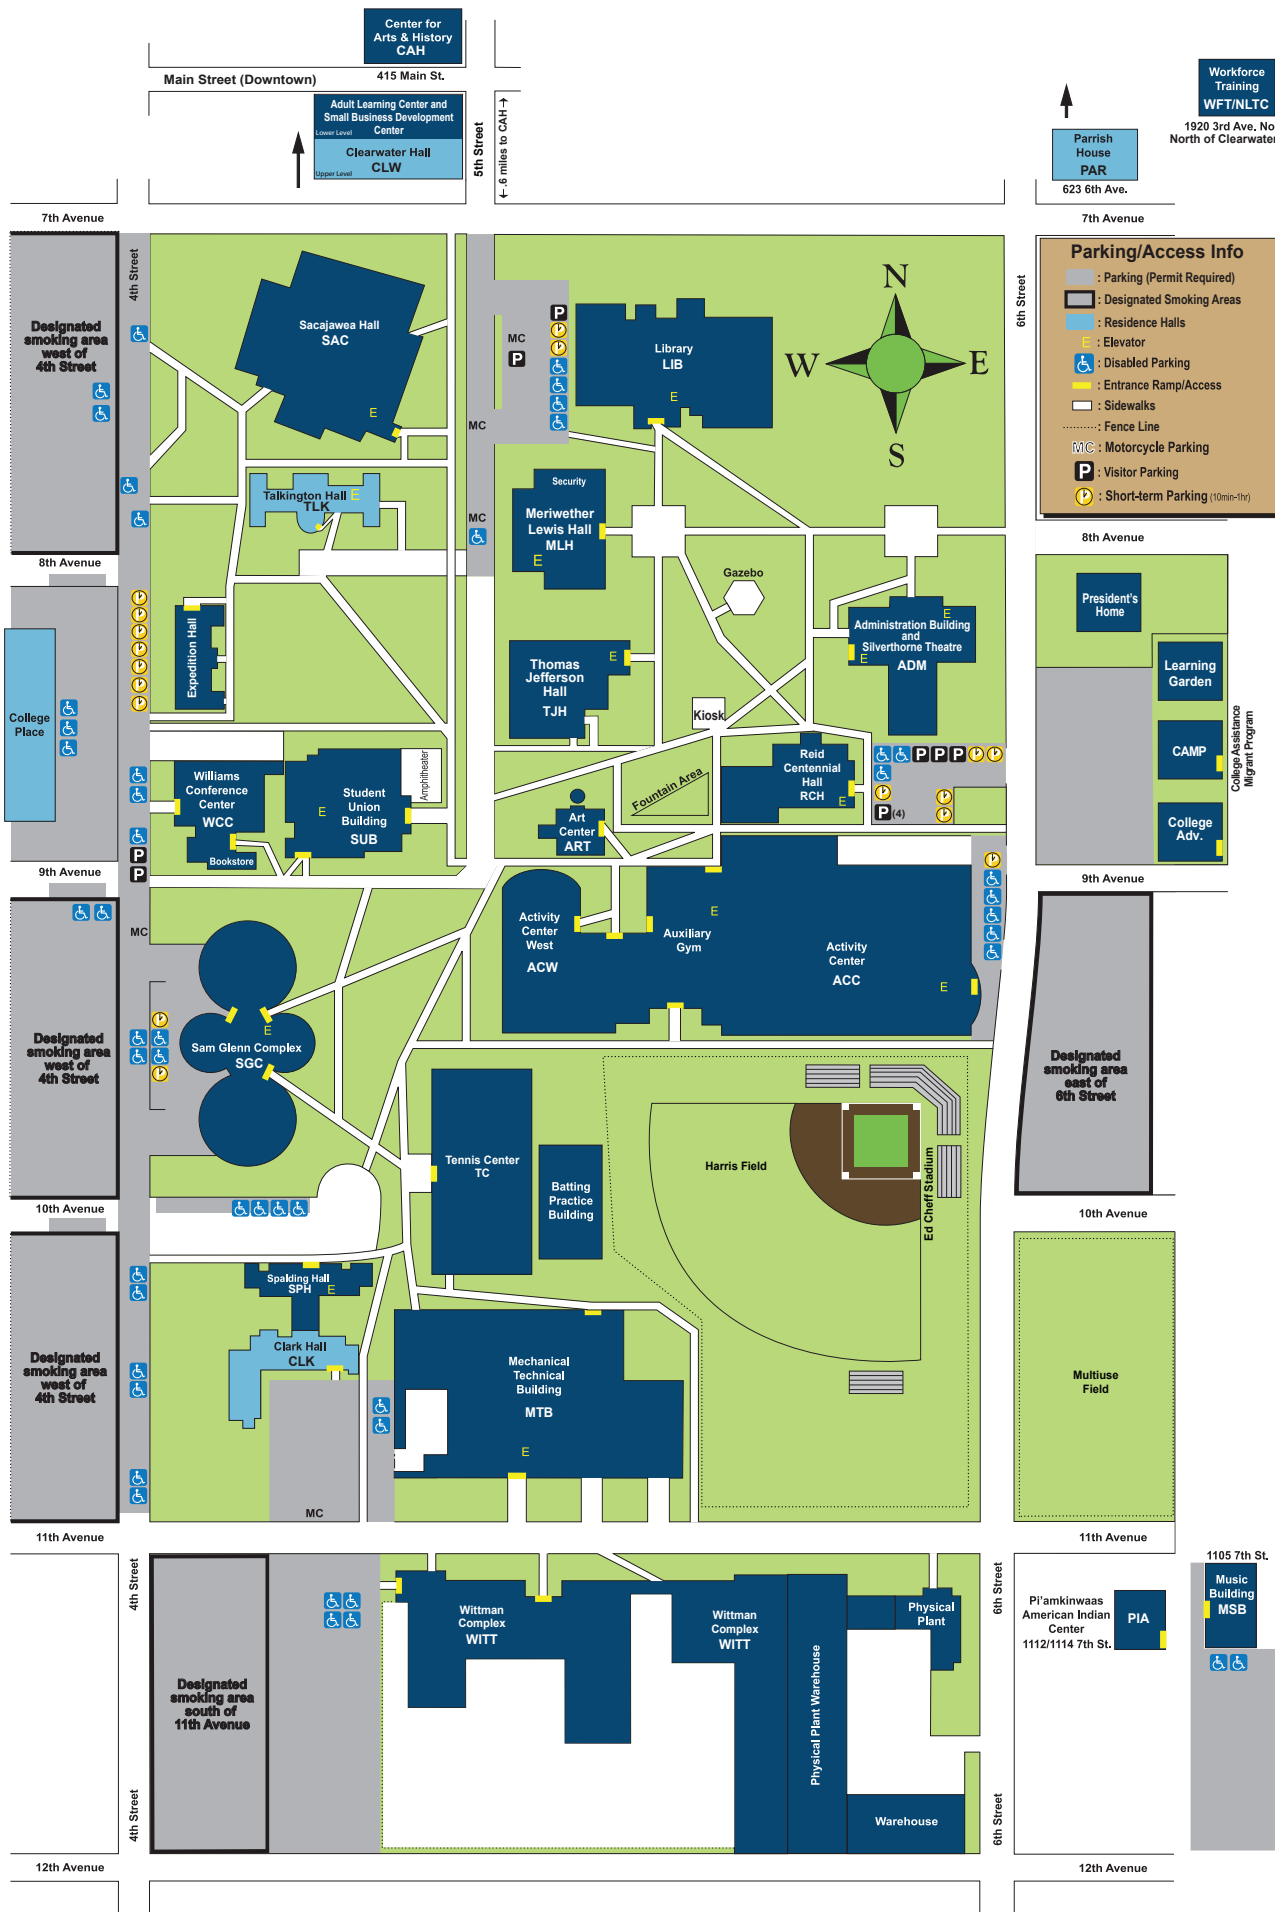 Center for
Arts & History
CAH
Main Street (Downtown)
415 Main St.
Adult Learning Center and
Small Business Development
Center
Lower Level
Clearwater Hall
CLW
Upper Level
5th Street
←.6 miles to CAH→
Workforce
Training
WFT/NLTC
1920 3rd Ave. No
North of Clearwater
Parrish
House
PAR
623 6th Ave.
7th Avenue
7th Avenue
4th Street
6th Street
Parking/Access Info
: Parking (Permit Required)
: Designated Smoking Areas
: Residence Halls
E : Elevator
: Disabled Parking
: Entrance Ramp/Access
: Sidewalks
: Fence Line
MC : Motorcycle Parking
P : Visitor Parking
: Short-term Parking (10min-1hr)
N
W
E
S
Designated
smoking area
west of
4th Street
Sacajawea Hall
SAC
E
MC
P
P
MC
MC
Library
LIB
E
Talkington Hall
TLK
E
Security
Meriwether
Lewis Hall
MLH
E
8th Avenue
8th Avenue
Gazebo
President's
Home
Expedition Hall
Administration Building
and
Silverthorne Theatre
ADM
E
E
Thomas
Jefferson
Hall
TJH
E
Learning
Garden
College
Place
Kiosk
CAMP
College Assistance
Migrant Program
Williams
Conference
Center
WCC
Bookstore
Student
Union
Building
SUB
E
Amphitheater
Fountain Area
Reid
Centennial
Hall
RCH
E
P P P
P (4)
Art
Center
ART
College
Adv.
P
P
9th Avenue
9th Avenue
MC
Activity
Center
West
ACW
Auxiliary
Gym
E
Activity
Center
ACC
E
Designated
smoking area
west of
4th Street
Sam Glenn Complex
SGC
E
Designated
smoking area
east of
6th Street
Tennis Center
TC
Batting
Practice
Building
Harris Field
Ed Cheff Stadium
10th Avenue
10th Avenue
Spalding Hall
SPH
E
Clark Hall
CLK
Designated
smoking area
west of
4th Street
Mechanical
Technical
Building
MTB
E
Multiuse
Field
MC
11th Avenue
11th Avenue
4th Street
6th Street
1105 7th St.
Music
Building
MSB
Pi'amkinwaas
American Indian
Center
1112/1114 7th St.
PIA
Wittman
Complex
WITT
Wittman
Complex
WITT
Physical
Plant
Designated
smoking area
south of
11th Avenue
Physical Plant Warehouse
Warehouse
4th Street
6th Street
12th Avenue
12th Avenue